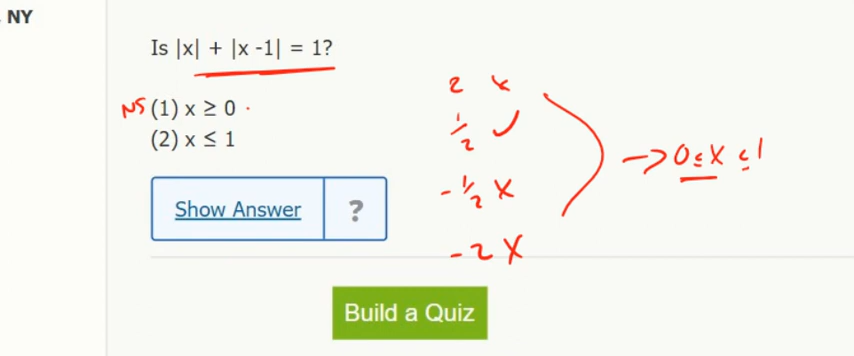 NY
Is |x| + |x -1| = 1?
NS (1) x ≥ 0
(2) x ≤ 1
Show Answer ?
2 x
1/2 ✓
-1/2 x
-2 x
→ 0 ≤ x ≤ 1
Build a Quiz